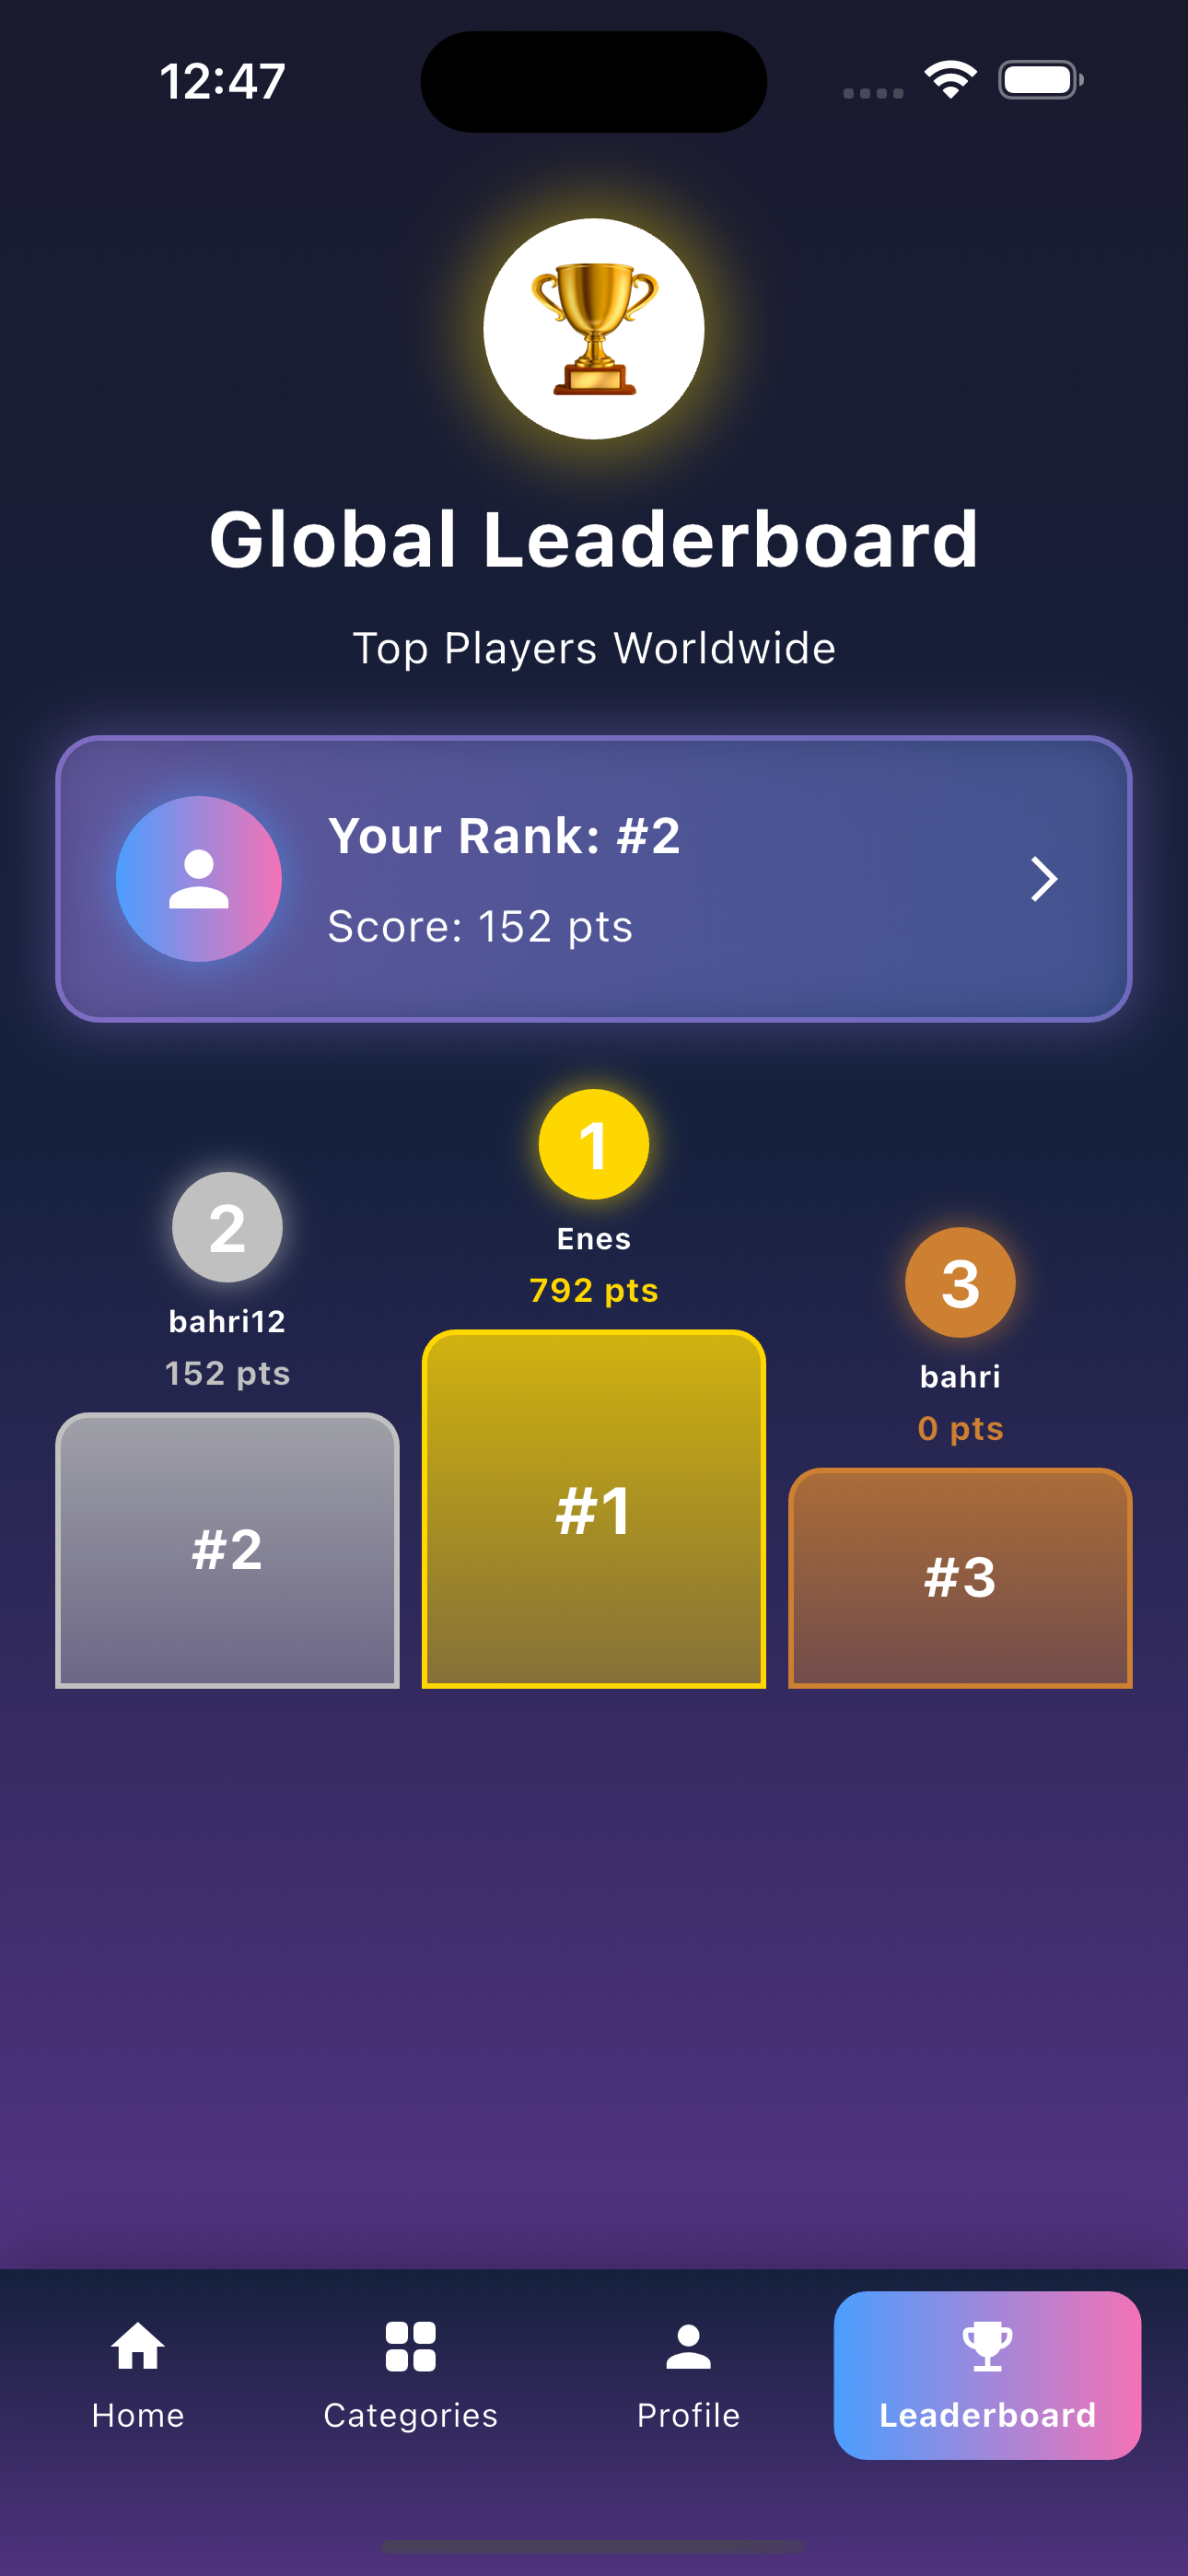 12:47
Global Leaderboard
Top Players Worldwide
Your Rank: #2
Score: 152 pts
1
Enes
792 pts
2
bahri12
152 pts
3
bahri
0 pts
#2
#1
#3
Home
Categories
Profile
Leaderboard